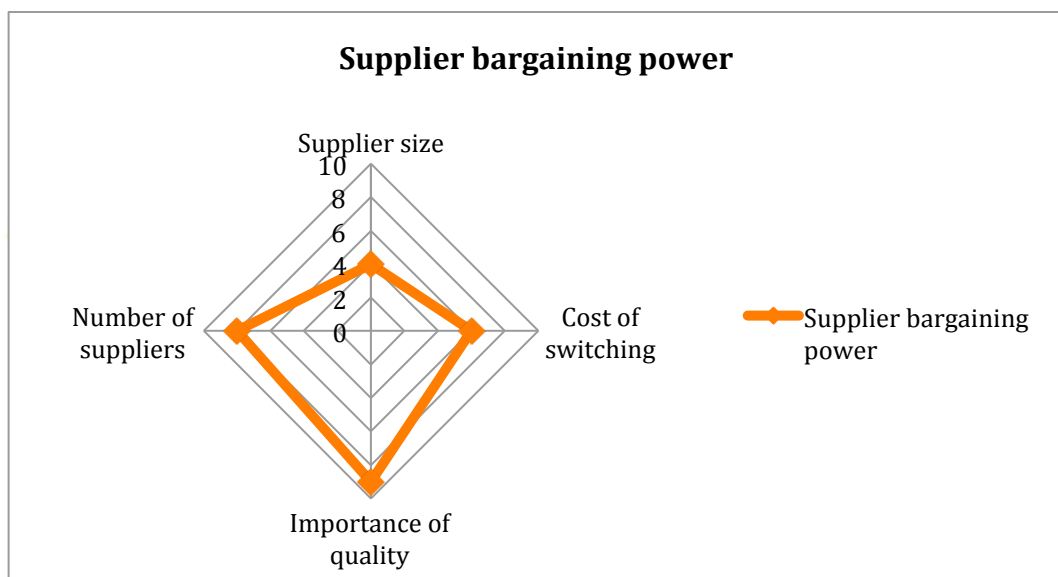 Supplier bargaining power
Supplier size
10
8
6
4
2
0
Number of
suppliers
Cost of
switching
Supplier bargaining
power
Importance of
quality